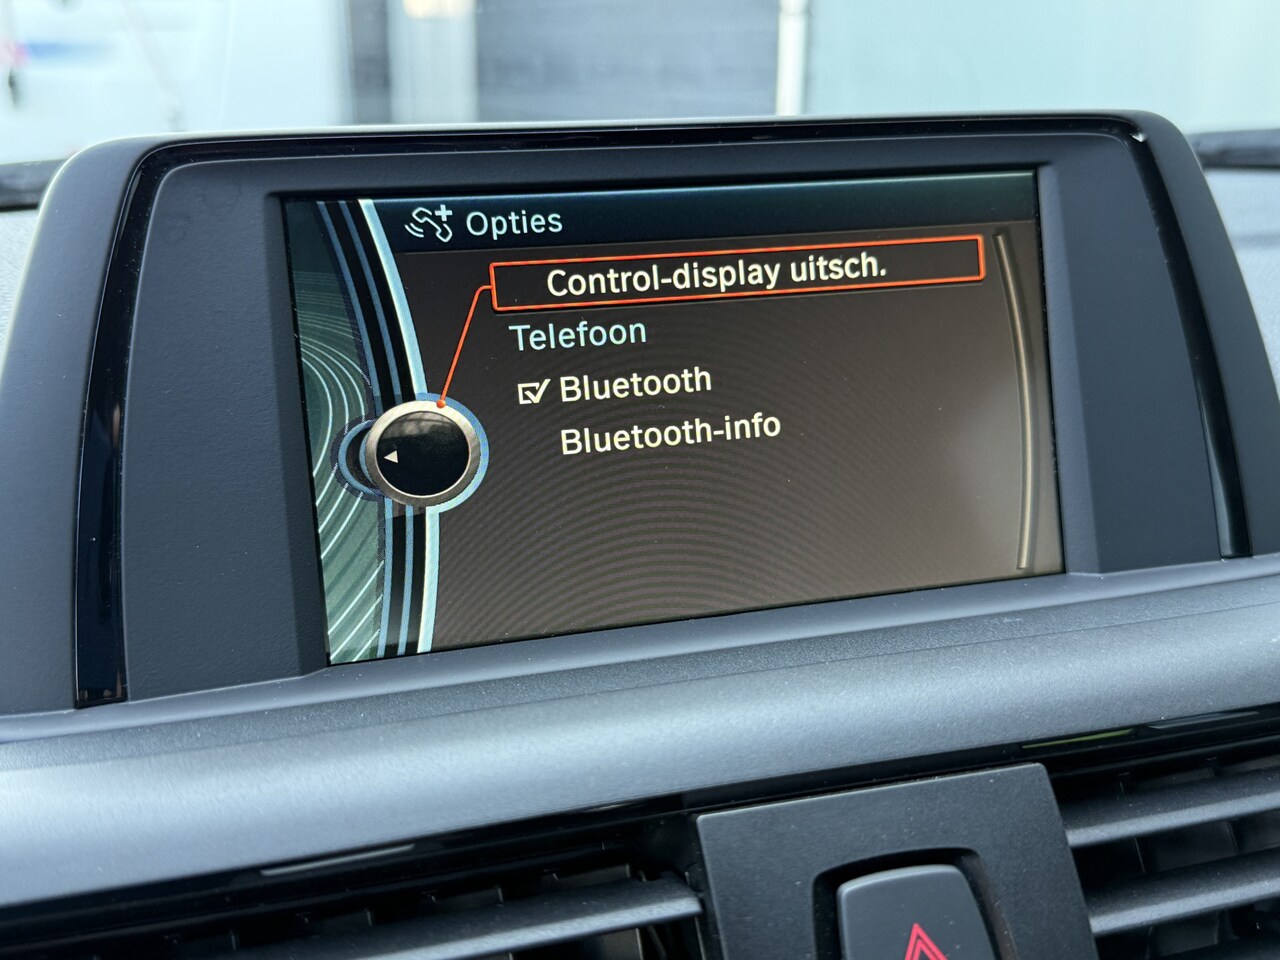 Opties
Control-display uitsch.
Telefoon
Bluetooth
Bluetooth-info